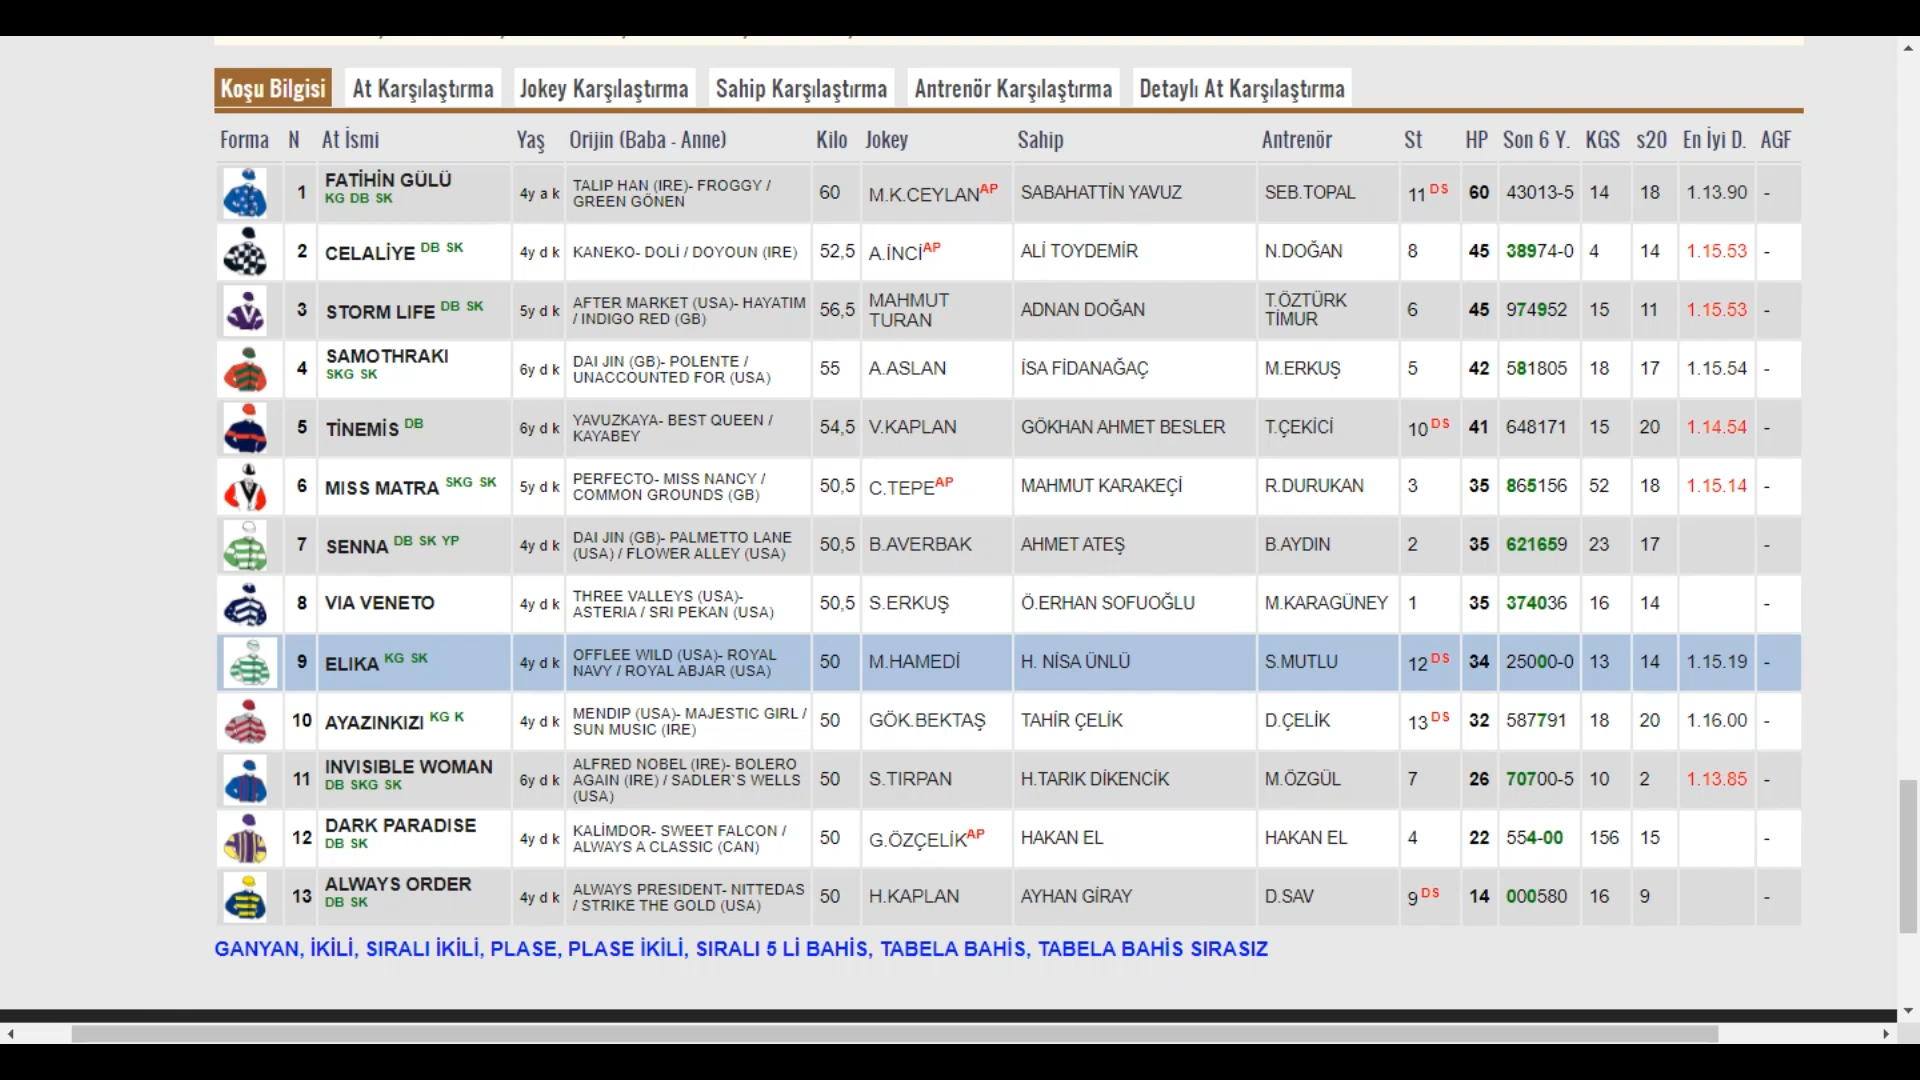 Koşu Bilgisi At Karşılaştırma Jokey Karşılaştırma Sahip Karşılaştırma Antrenör Karşılaştırma Detaylı At Karşılaştırma
Forma N At İsmi Yaş Orijin (Baba - Anne) Kilo Jokey Sahip Antrenör St HP Son 6 Y. KGS s20 En İyi D. AGF
1 FATİHİN GÜLÜ KG DB SK 4y a k TALIP HAN (IRE)- FROGGY / GREEN GÖNEN 60 M.K.CEYLAN AP SABAHATTİN YAVUZ SEB.TOPAL 11 DS 60 43013-5 14 18 1.13.90 -
2 CELALİYE DB SK 4y d k KANEKO- DOLİ / DOYOUN (IRE) 52,5 A.İNCİ AP ALİ TOYDEMİR N.DOĞAN 8 45 38974-0 4 14 1.15.53 -
3 STORM LIFE DB SK 5y d k AFTER MARKET (USA)- HAYATIM / INDIGO RED (GB) 56,5 MAHMUT TURAN ADNAN DOĞAN T.ÖZTÜRK TİMUR 6 45 974952 15 11 1.15.53 -
4 SAMOTHRAKI SKG SK 6y d k DAI JIN (GB)- POLENTE / UNACCOUNTED FOR (USA) 55 A.ASLAN İSA FİDANAĞAÇ M.ERKUŞ 5 42 581805 18 17 1.15.54 -
5 TİNEMİS DB 6y d k YAVUZKAYA- BEST QUEEN / KAYABEY 54,5 V.KAPLAN GÖKHAN AHMET BESLER T.ÇEKİCİ 10 DS 41 648171 15 20 1.14.54 -
6 MISS MATRA SKG SK 5y d k PERFECTO- MISS NANCY / COMMON GROUNDS (GB) 50,5 C.TEPE AP MAHMUT KARAKEÇİ R.DURUKAN 3 35 865156 52 18 1.15.14 -
7 SENNA DB SK YP 4y d k DAI JIN (GB)- PALMETTO LANE (USA) / FLOWER ALLEY (USA) 50,5 B.AVERBAK AHMET ATEŞ B.AYDIN 2 35 621659 23 17 -
8 VIA VENETO 4y d k THREE VALLEYS (USA)- ASTERIA / SRI PEKAN (USA) 50,5 S.ERKUŞ Ö.ERHAN SOFUOĞLU M.KARAGÜNEY 1 35 374036 16 14 -
9 ELIKA KG SK 4y d k OFFLEE WILD (USA)- ROYAL NAVY / ROYAL ABJAR (USA) 50 M.HAMEDİ H. NİSA ÜNLÜ S.MUTLU 12 DS 34 25000-0 13 14 1.15.19 -
10 AYAZINKIZI KG K 4y d k MENDIP (USA)- MAJESTIC GIRL / SUN MUSIC (IRE) 50 GÖK.BEKTAŞ TAHİR ÇELİK D.ÇELİK 13 DS 32 587791 18 20 1.16.00 -
11 INVISIBLE WOMAN DB SKG SK 6y d k ALFRED NOBEL (IRE)- BOLERO AGAIN (IRE) / SADLER`S WELLS (USA) 50 S.TIRPAN H.TARIK DİKENCİK M.ÖZGÜL 7 26 70700-5 10 2 1.13.85 -
12 DARK PARADISE DB SK 4y d k KALİMDOR- SWEET FALCON / ALWAYS A CLASSIC (CAN) 50 G.ÖZÇELİK AP HAKAN EL HAKAN EL 4 22 554-00 156 15 -
13 ALWAYS ORDER DB SK 4y d k ALWAYS PRESIDENT- NITTEDAS / STRIKE THE GOLD (USA) 50 H.KAPLAN AYHAN GİRAY D.SAV 9 DS 14 000580 16 9 -
GANYAN, İKİLİ, SIRALI İKİLİ, PLASE, PLASE İKİLİ, SIRALI 5 Lİ BAHİS, TABELA BAHİS, TABELA BAHİS SIRASIZ